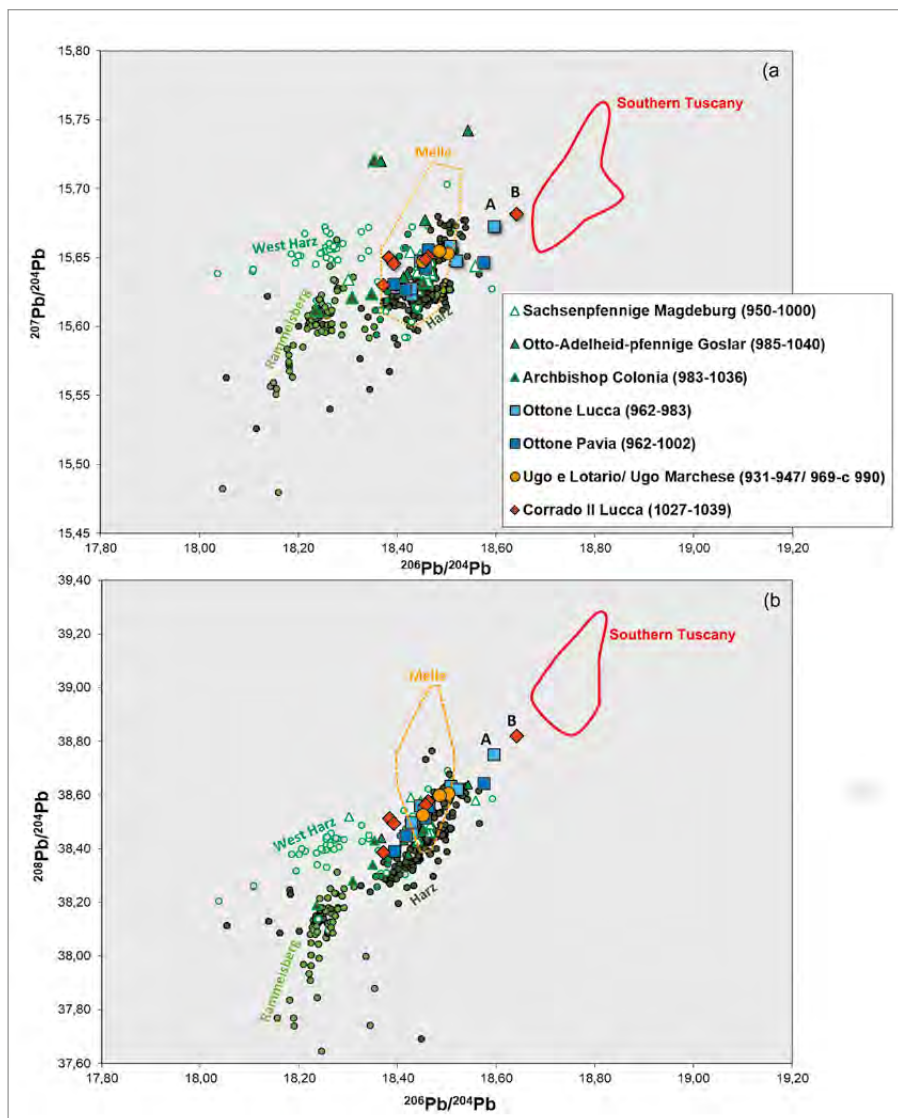 15,80
(a
Southern Tuscany
15,75
Melle
15,70
B
A
West Harz
15,65
Sachsenpfennige Magdeburg (950-1000)
Otto-Adelheid-pfennige Goslar (985-1040)
15,60
Harz
Rammelsberg
Archbishop Colonia (983-1036)
15,55
Ottone Lucca (962-983)
Ottone Pavia (962-1002)
15,50
Ugo e Lotario/ Ugo Marchese (931-947/ 969-c 990)
Corrado II Lucca (1027-1039)
15,45
207Pb/204Pb
17,80 18,00 18,20 18,40 18,60 18,80 19,00 19,20
206Pb/204Pb
39,40
(b
39,20
Southern Tuscany
Melle
39,00
B
38,80
A
38,60
West Harz
38,40
Harz
38,20
38,00
Rammelsberg
37,80
37,60
208Pb/204Pb
17,80 18,00 18,20 18,40 18,60 18,80 19,00 19,20
206Pb/204Pb